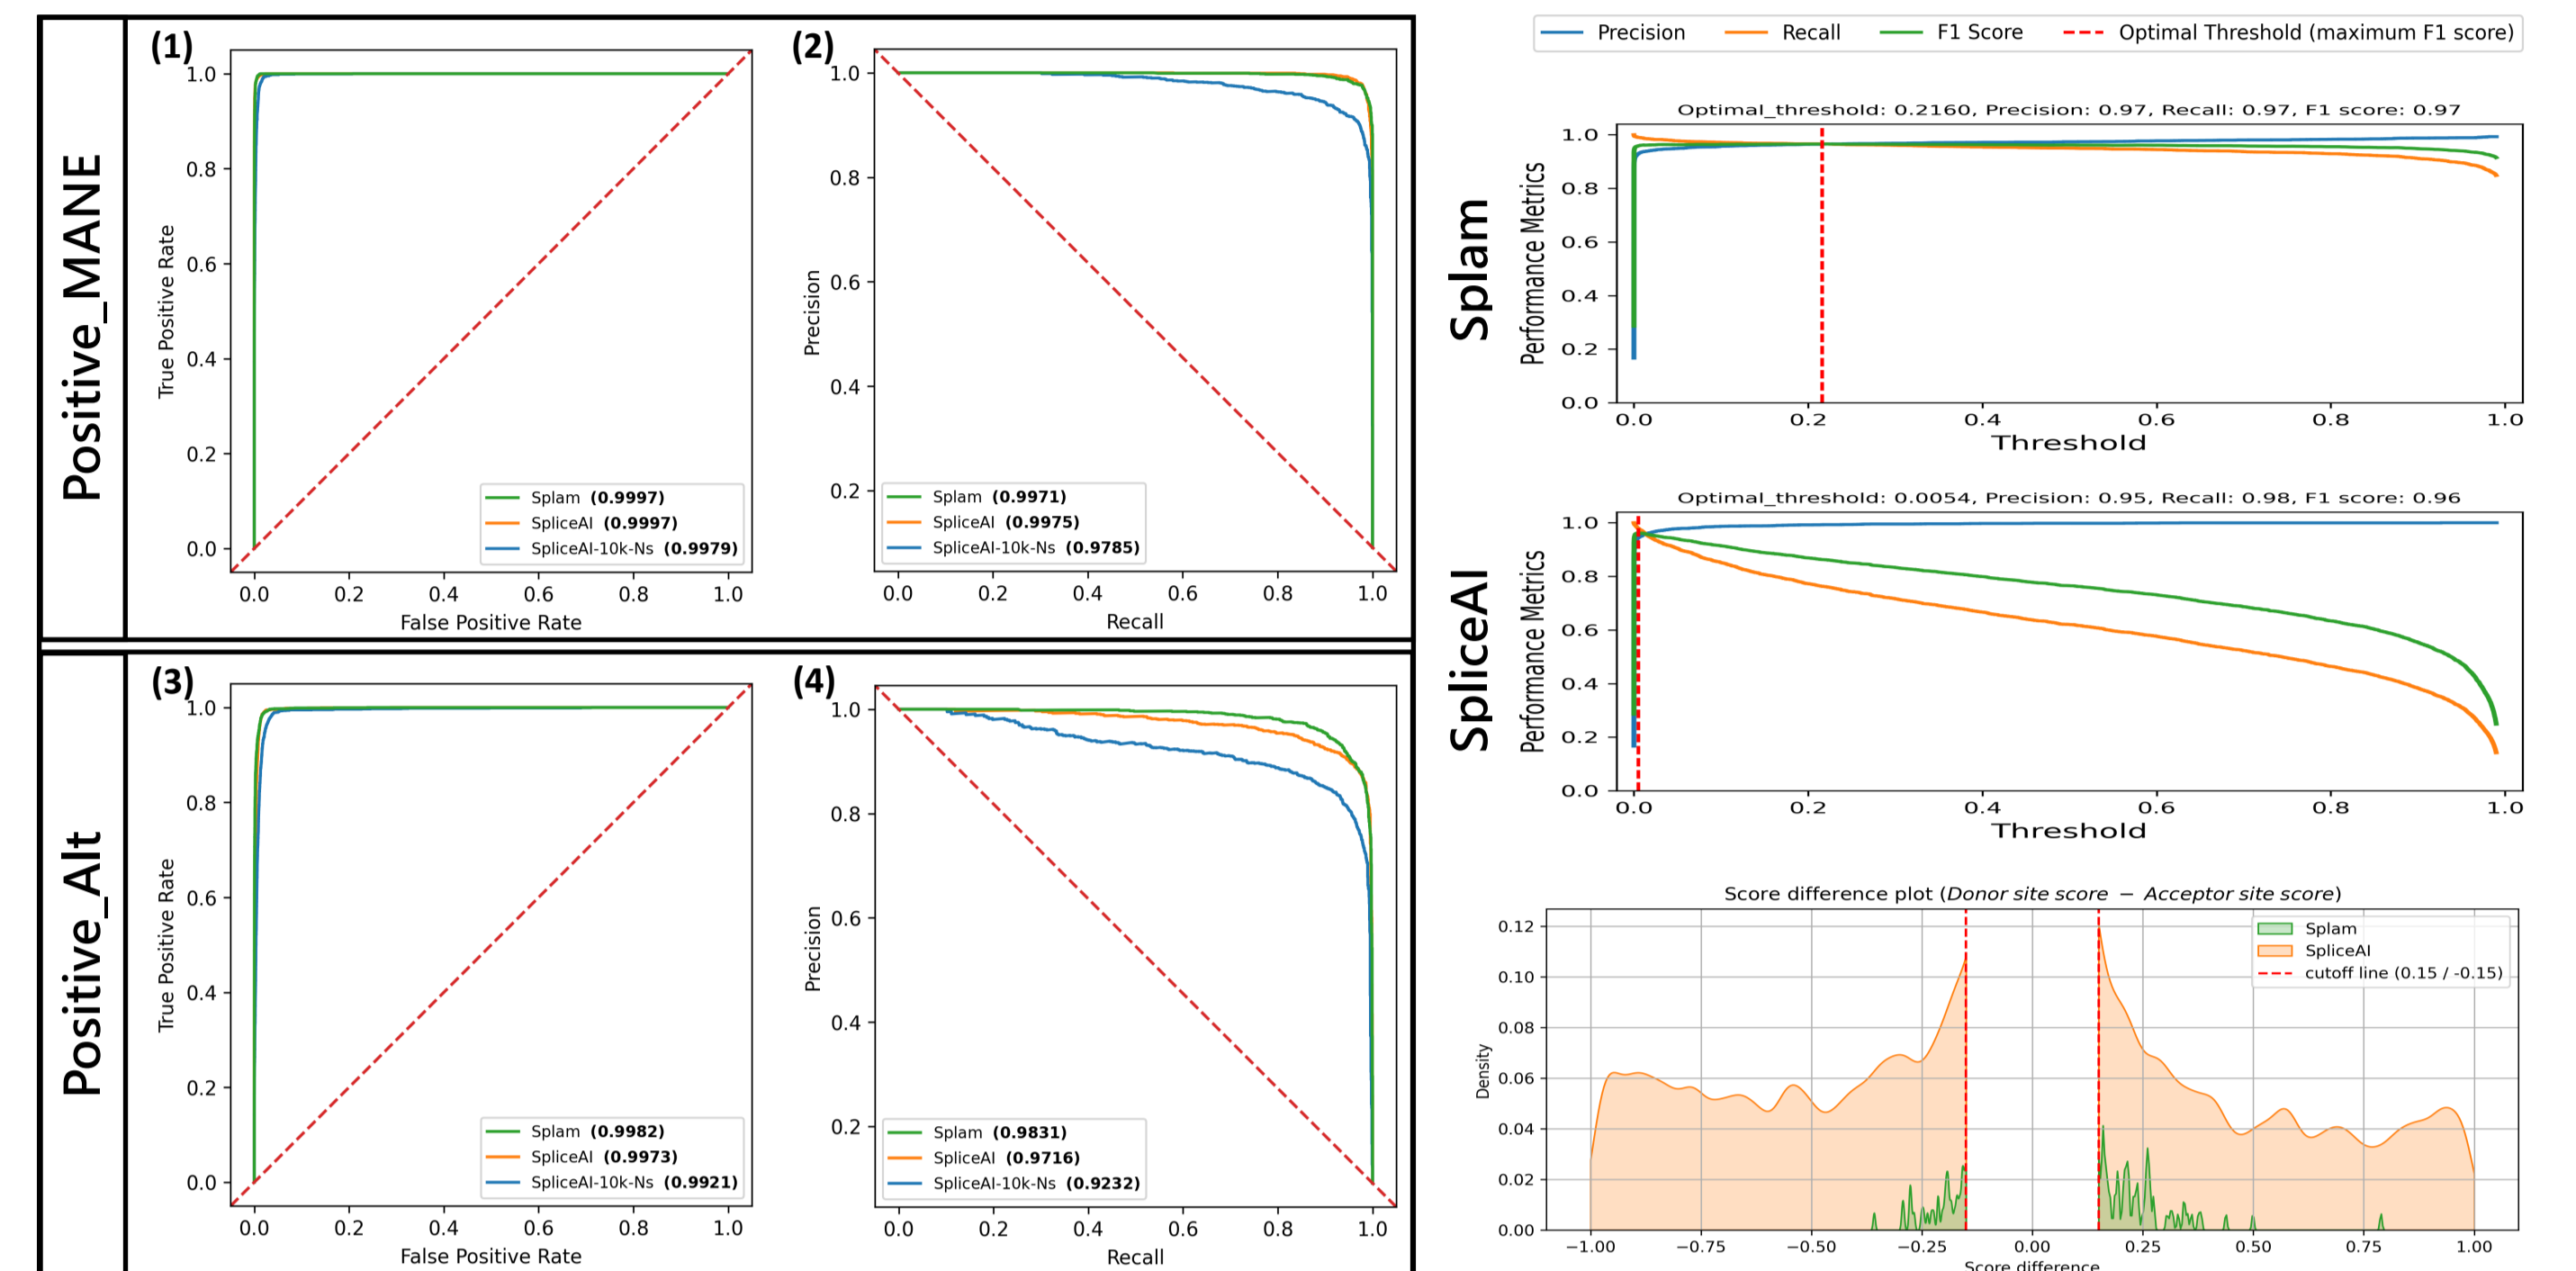 Positive_MANE
(1)
1.0
0.8
0.6
0.4
0.2
0.0
True Positive Rate
Splam (0.9997)
SpliceAI (0.9997)
SpliceAI-10k-Ns (0.9979)
0.0 0.2 0.4 0.6 0.8 1.0
False Positive Rate
(2)
1.0
0.8
0.6
0.4
0.2
Precision
Splam (0.9971)
SpliceAI (0.9975)
SpliceAI-10k-Ns (0.9785)
0.0 0.2 0.4 0.6 0.8 1.0
Recall
Positive_Alt
(3)
1.0
0.8
0.6
0.4
0.2
0.0
True Positive Rate
Splam (0.9982)
SpliceAI (0.9973)
SpliceAI-10k-Ns (0.9921)
0.0 0.2 0.4 0.6 0.8 1.0
False Positive Rate
(4)
1.0
0.8
0.6
0.4
0.2
Precision
Splam (0.9831)
SpliceAI (0.9716)
SpliceAI-10k-Ns (0.9232)
0.0 0.2 0.4 0.6 0.8 1.0
Recall
Precision Recall F1 Score Optimal Threshold (maximum F1 score)
Splam
Optimal_threshold: 0.2160, Precision: 0.97, Recall: 0.97, F1 score: 0.97
Performance Metrics
1.0
0.8
0.6
0.4
0.2
0.0
0.0 0.2 0.4 0.6 0.8 1.0
Threshold
SpliceAI
Optimal_threshold: 0.0054, Precision: 0.95, Recall: 0.98, F1 score: 0.96
Performance Metrics
1.0
0.8
0.6
0.4
0.2
0.0
0.0 0.2 0.4 0.6 0.8 1.0
Threshold
Score difference plot (Donor site score − Acceptor site score)
Density
0.12
0.10
0.08
0.06
0.04
0.02
0.00
Splam
SpliceAI
cutoff line (0.15 / -0.15)
−1.00 −0.75 −0.50 −0.25 0.00 0.25 0.50 0.75 1.00
Score difference